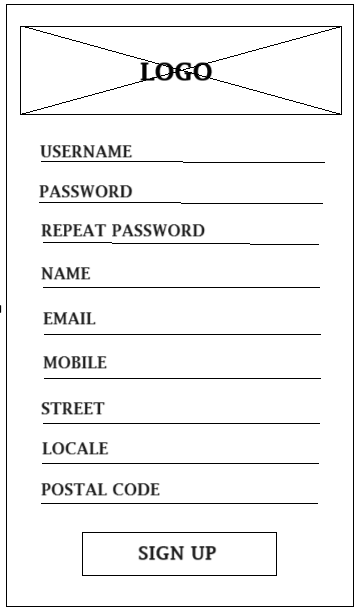 LOGO
USERNAME
PASSWORD
REPEAT PASSWORD
NAME
EMAIL
MOBILE
STREET
LOCALE
POSTAL CODE
SIGN UP